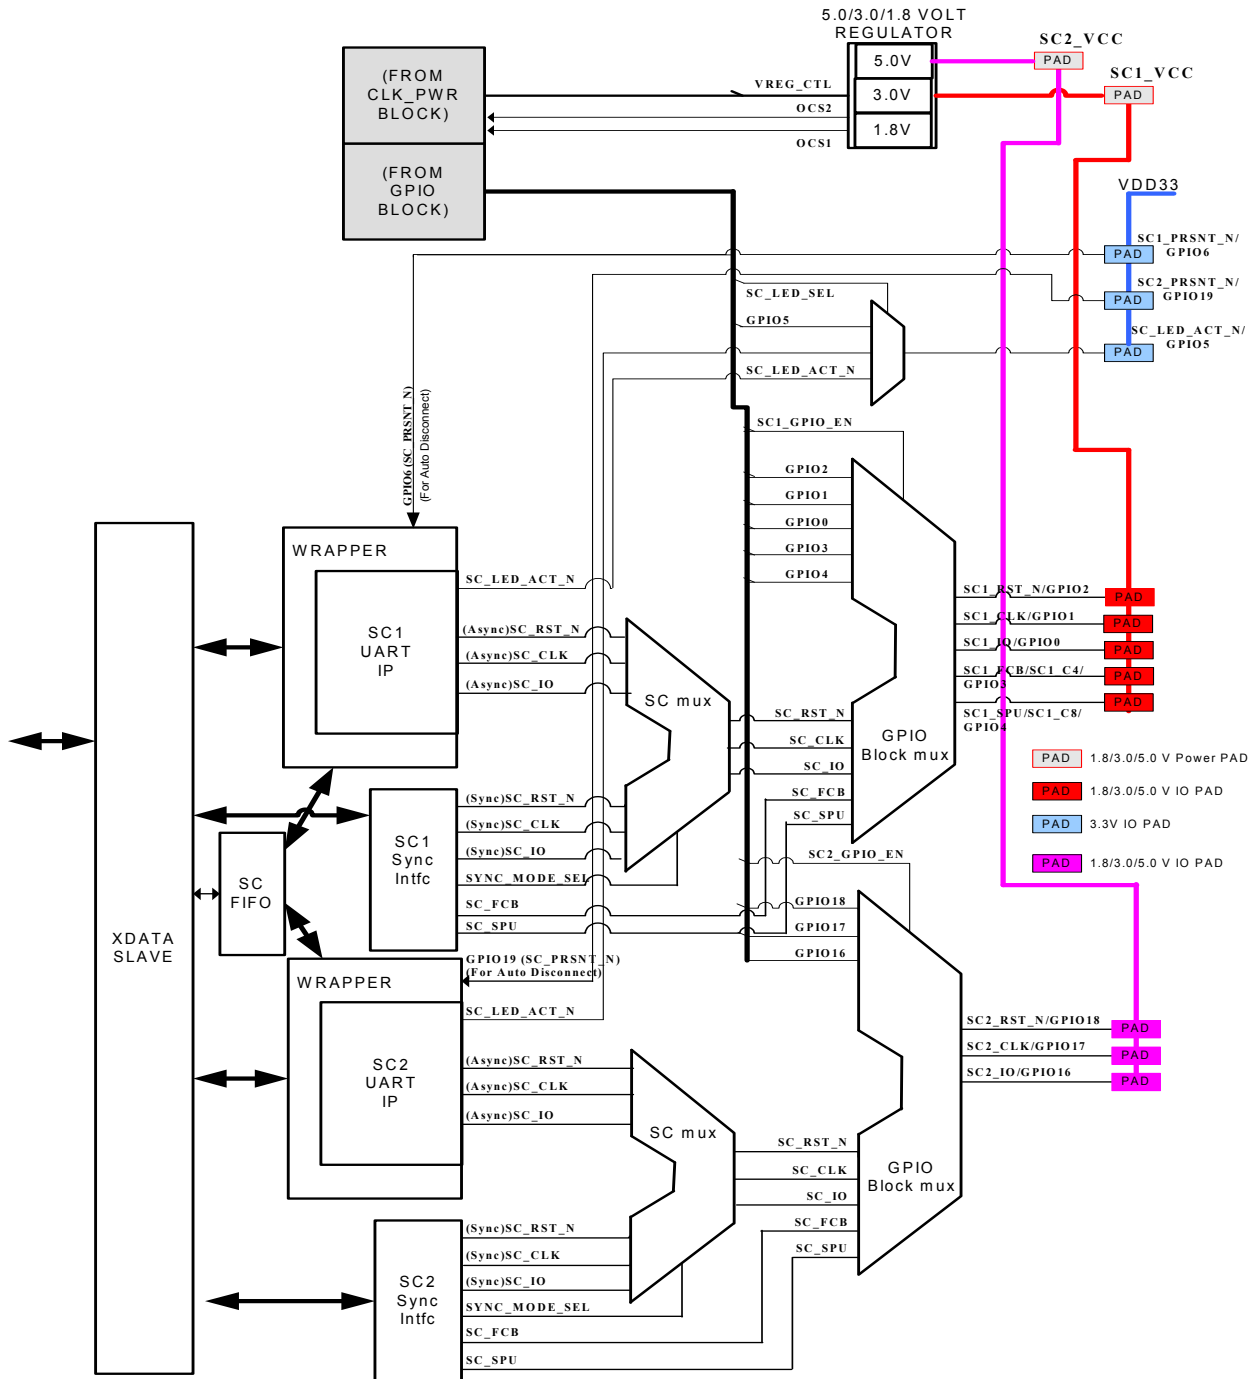 5.0/3.0/1.8 VOLT
REGULATOR
SC2_VCC
PAD
SC1_VCC
PAD
5.0V
3.0V
1.8V
(FROM
CLK_PWR
BLOCK)
VREG_CTL
OCS2
OCS1
(FROM
GPIO
BLOCK)
VDD33
SC1_PRSNT_N/
GPIO6
PAD
SC2_PRSNT_N/
GPIO19
PAD
SC_LED_ACT_N/
GPIO5
PAD
SC_LED_SEL
GPIO5
SC_LED_ACT_N
GPIO6 (SC_PRSNT_N)
(For Auto Disconnect)
SC1_GPIO_EN
GPIO2
GPIO1
GPIO0
GPIO3
GPIO4
WRAPPER
SC1
UART
IP
SC_LED_ACT_N
(Async)SC_RST_N
(Async)SC_CLK
(Async)SC_IO
SC mux
SC_RST_N
SC_CLK
SC_IO
SC_FCB
SC_SPU
GPIO
Block mux
SC1_RST_N/GPIO2
PAD
SC1_CLK/GPIO1
PAD
SC1_IO/GPIO0
PAD
SC1_FCB/SC1_C4/
GPIO3
PAD
SC1_SPU/SC1_C8/
GPIO4
PAD
PAD 1.8/3.0/5.0 V Power PAD
PAD 1.8/3.0/5.0 V IO PAD
PAD 3.3V IO PAD
PAD 1.8/3.0/5.0 V IO PAD
SC1
Sync
Intfc
(Sync)SC_RST_N
(Sync)SC_CLK
(Sync)SC_IO
SYNC_MODE_SEL
SC_FCB
SC_SPU
SC
FIFO
XDATA
SLAVE
SC2_GPIO_EN
GPIO18
GPIO17
GPIO16
GPIO19 (SC_PRSNT_N)
(For Auto Disconnect)
WRAPPER
SC2
UART
IP
SC_LED_ACT_N
(Async)SC_RST_N
(Async)SC_CLK
(Async)SC_IO
SC mux
SC_RST_N
SC_CLK
SC_IO
SC_FCB
SC_SPU
GPIO
Block mux
SC2_RST_N/GPIO18
PAD
SC2_CLK/GPIO17
PAD
SC2_IO/GPIO16
PAD
SC2
Sync
Intfc
(Sync)SC_RST_N
(Sync)SC_CLK
(Sync)SC_IO
SYNC_MODE_SEL
SC_FCB
SC_SPU